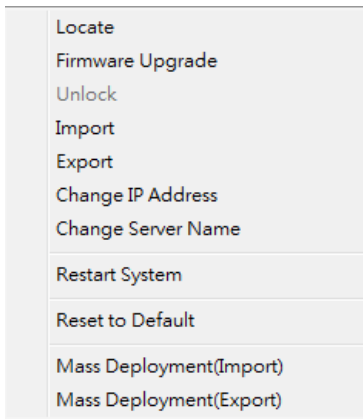 Locate
Firmware Upgrade
Unlock
Import
Export
Change IP Address
Change Server Name
Restart System
Reset to Default
Mass Deployment(Import)
Mass Deployment(Export)